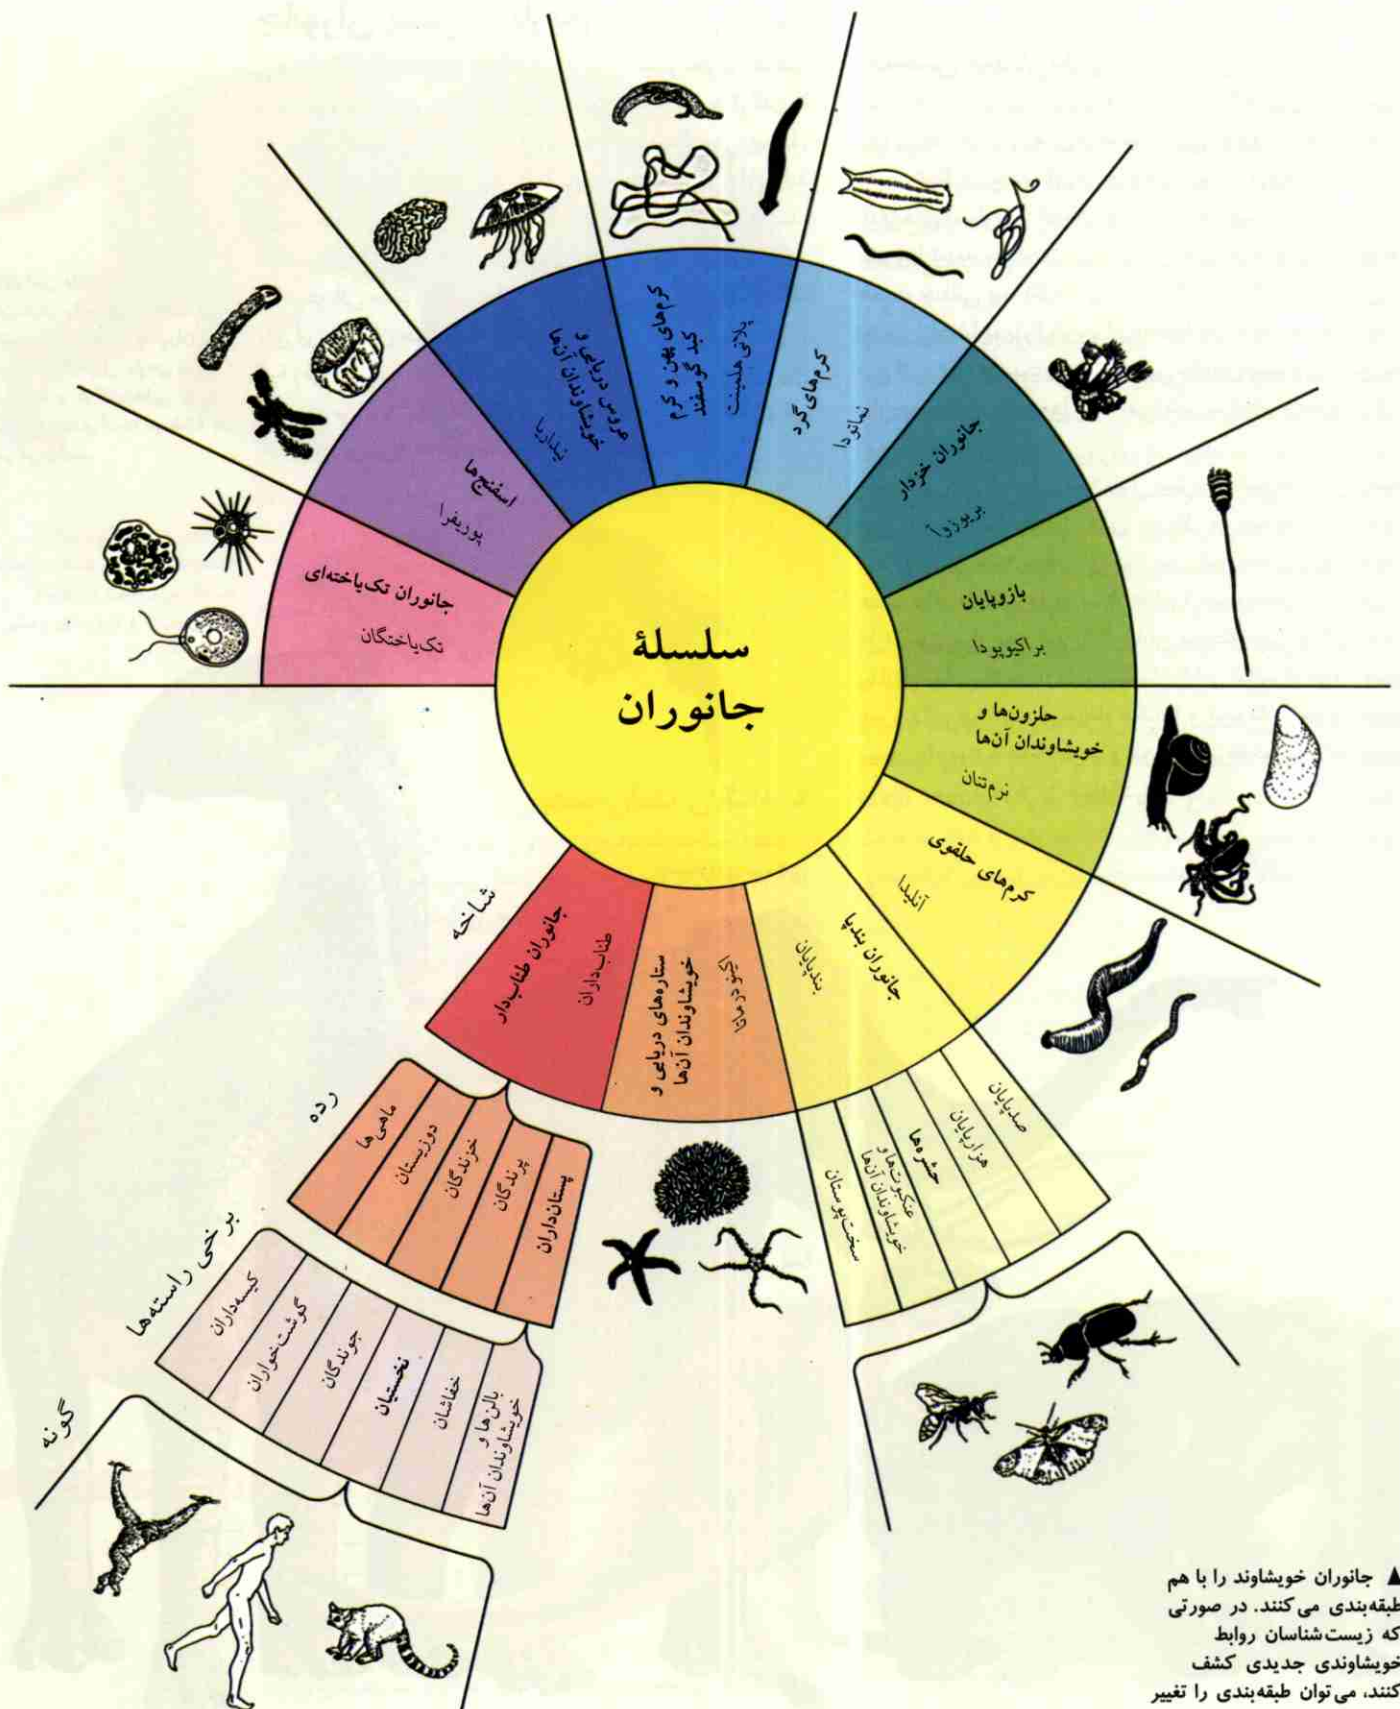 سلسلهٔ
جانوران
جانوران تک‌یاخته‌ای
تک‌یاختگان
اسفنج‌ها
پوریفرا
عروس دریایی و
خویشاوندان آن‌ها
نیداریا
کرم‌های پهن و کرم
کبد گوسفند
پلاتی هلمینت
کرم‌های گرد
نماتودا
جانوران خزدار
بریوزوآ
بازوپایان
براکیوپودا
حلزون‌ها و
خویشاوندان آن‌ها
نرم‌تنان
کرم‌های حلقوی
آنلیدا
جانوران بندپا
بندپایان
ستاره‌های دریایی و
خویشاوندان آن‌ها
اکینودرماتا
جانوران طناب‌دار
طناب‌داران
شاخه
صدپایان
هزارپایان
حشره‌ها
عنکبوت‌ها و
خویشاوندان آن‌ها
سخت‌پوستان
رده
ماهی‌ها
دوزیستان
خزندگان
پرندگان
پستان‌داران
برخی راسته‌ها
کیسه‌داران
گوشت‌خواران
جوندگان
نخستیان
خفاشان
بالن‌ها و
خویشاوندان آن‌ها
گونه
▲ جانوران خویشاوند را با هم
طبقه‌بندی می‌کنند. در صورتی
که زیست‌شناسان روابط
خویشاوندی جدیدی کشف
کنند، می‌توان طبقه‌بندی را تغییر